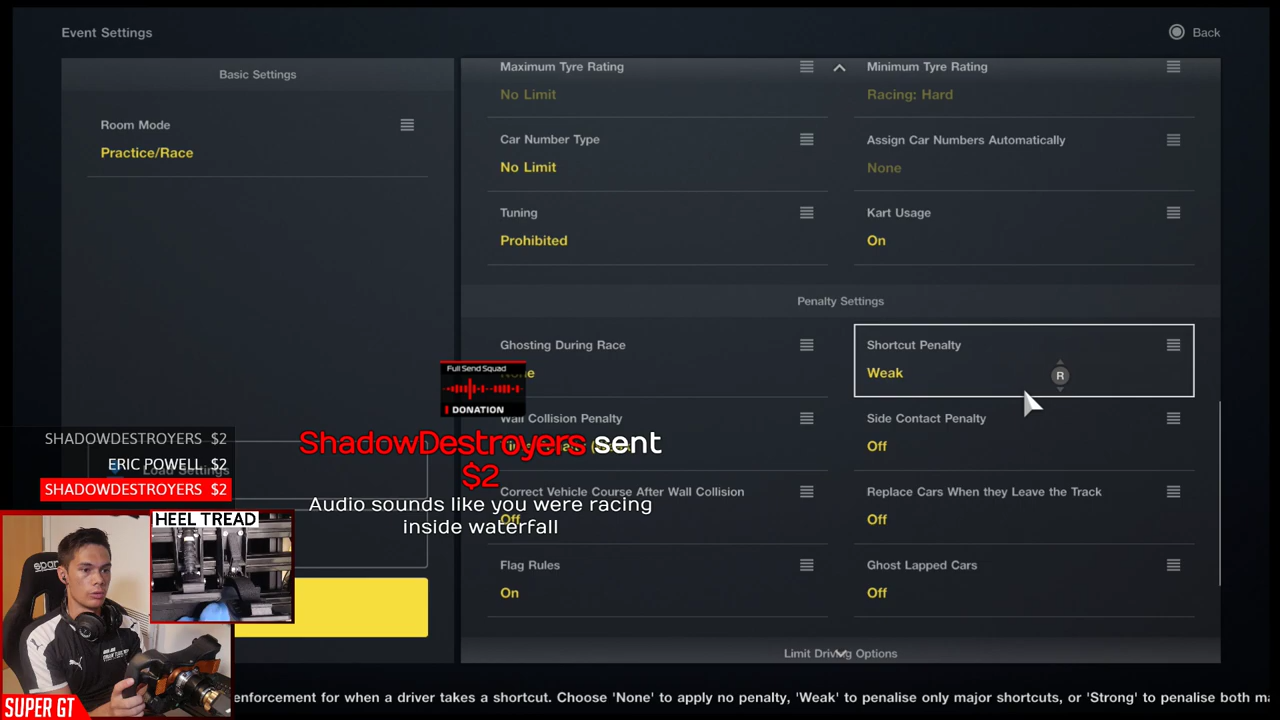 Event Settings
Back
Basic Settings
Room Mode
Practice/Race
Maximum Tyre Rating
No Limit
Minimum Tyre Rating
Racing: Hard
Car Number Type
No Limit
Assign Car Numbers Automatically
None
Tuning
Prohibited
Kart Usage
On
Penalty Settings
Ghosting During Race
Shortcut Penalty
Weak
R
Full Send Squad
DONATION
Wall Collision Penalty
Side Contact Penalty
Off
ShadowDestroyers sent
$2
Audio sounds like you were racing
inside waterfall
SHADOWDESTROYERS $2
ERIC POWELL $2
SHADOWDESTROYERS $2
Load Settings
Correct Vehicle Course After Wall Collision
Off
Replace Cars When they Leave the Track
Off
Flag Rules
On
Ghost Lapped Cars
Off
Limit Driving Options
HEEL TREAD
SUPER GT
enforcement for when a driver takes a shortcut. Choose 'None' to apply no penalty, 'Weak' to penalise only major shortcuts, or 'Strong' to penalise both